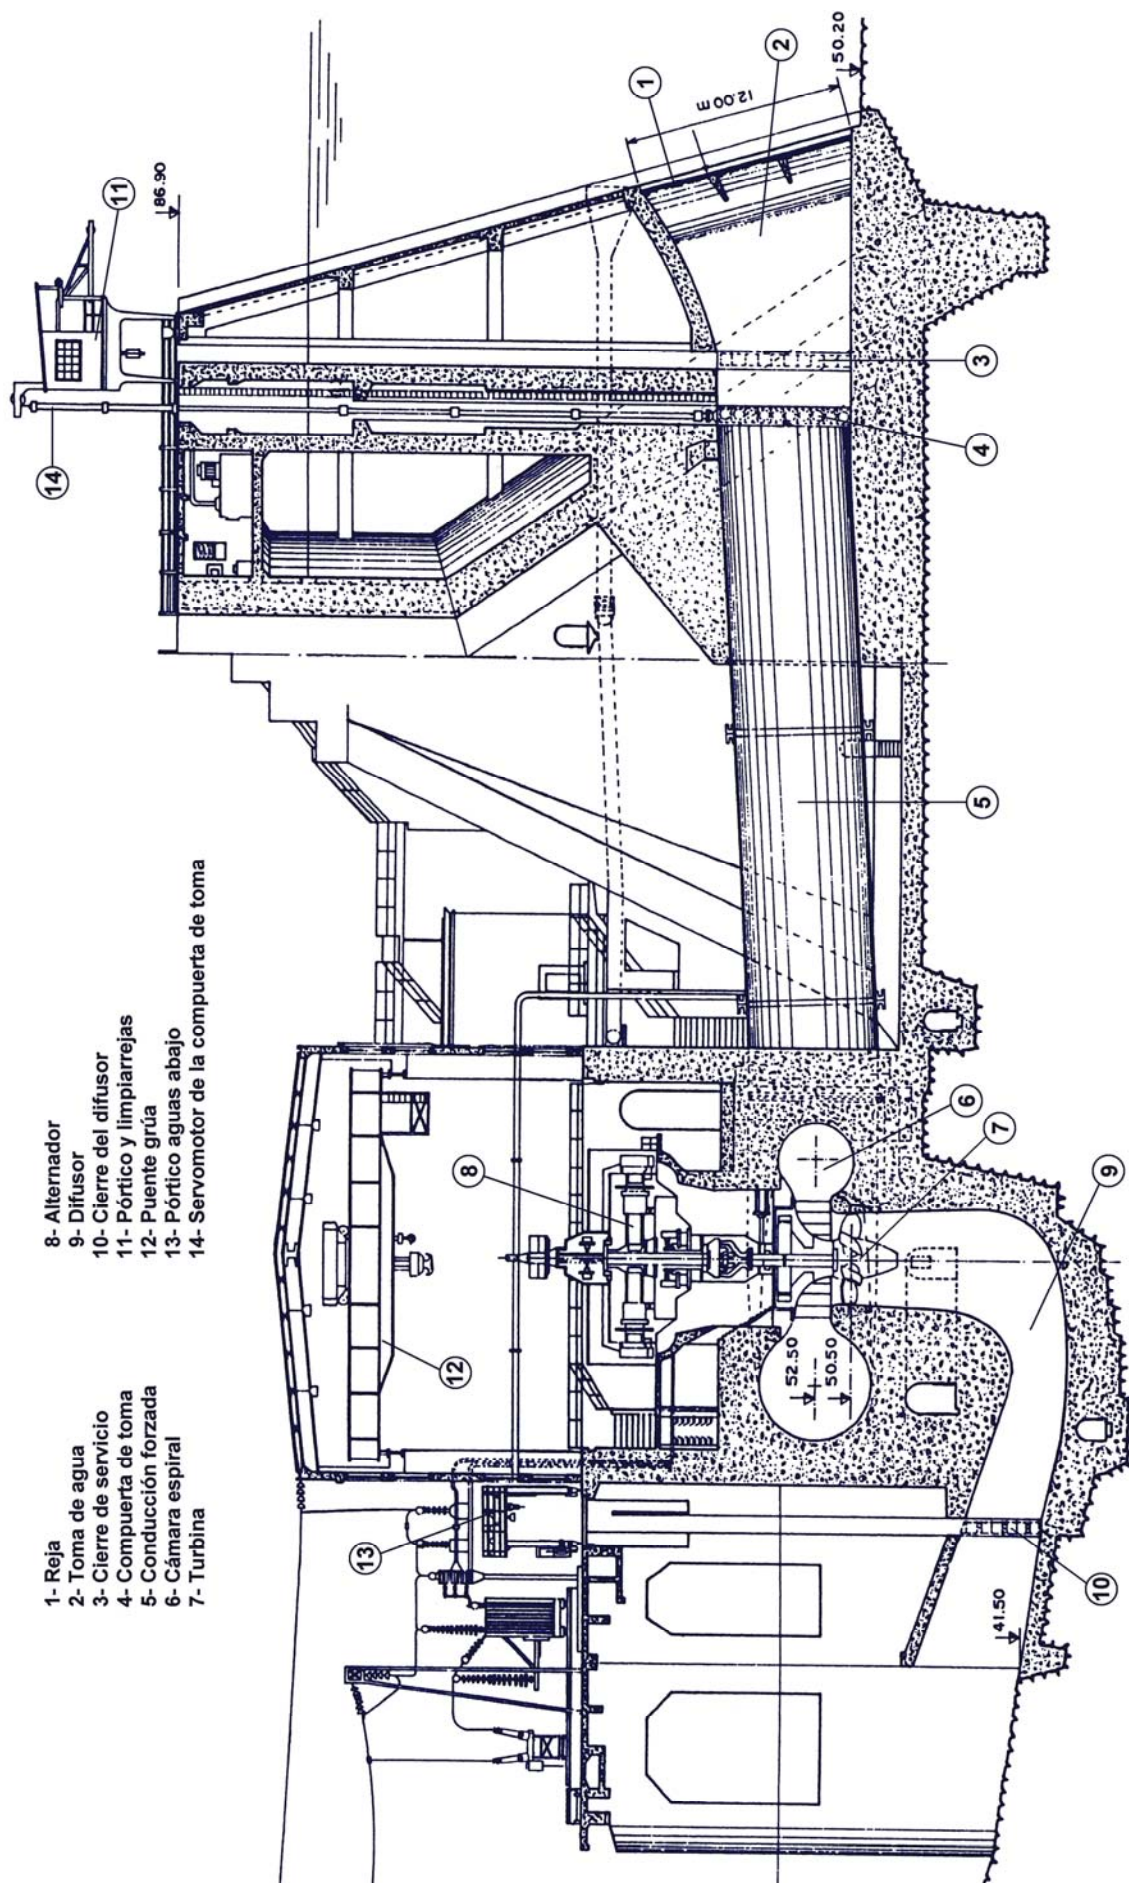 1- Reja
2- Toma de agua
3- Cierre de servicio
4- Compuerta de toma
5- Conducción forzada
6- Cámara espiral
7- Turbina
8- Alternador
9- Difusor
10- Cierre del difusor
11- Pórtico y limpiarrejas
12- Puente grúa
13- Pórtico aguas abajo
14- Servomotor de la compuerta de toma
14
11
86.90
1
12.00 m
2
50.20
3
4
5
12
8
13
52.50
50.50
6
7
9
41.50
10